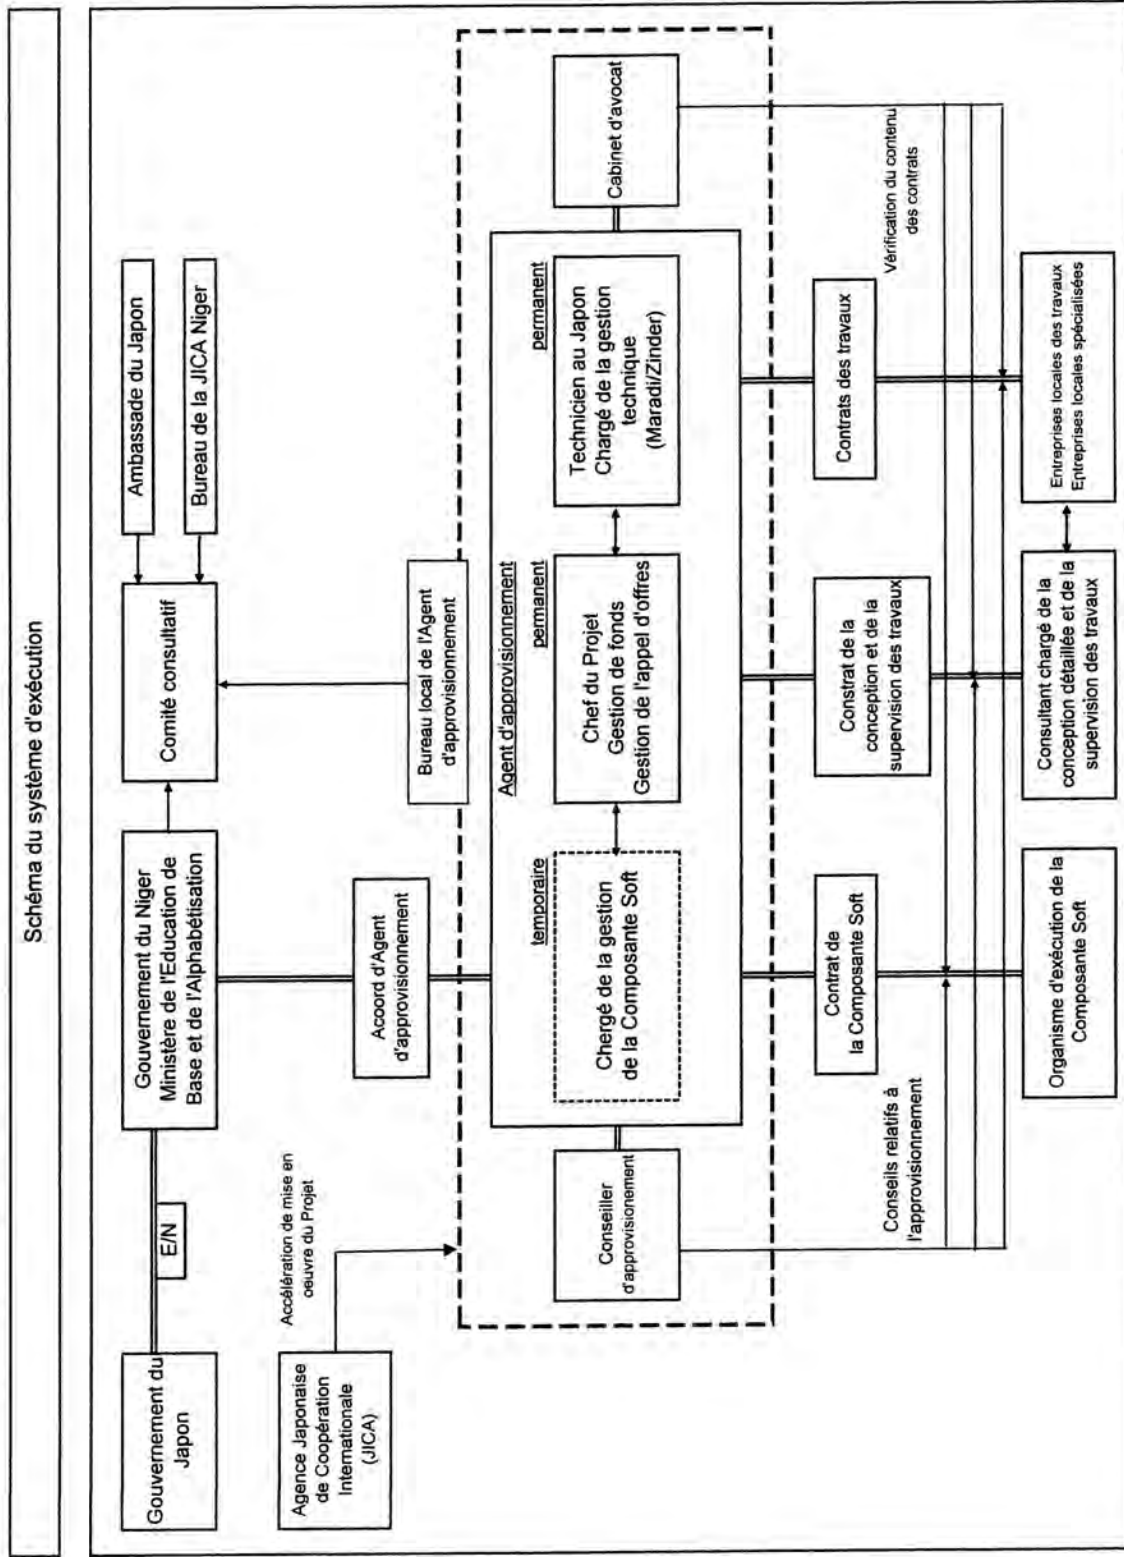 Schéma du système d'exécution
Gouvernement du
Japon
E/N
Gouvernement du Niger
Ministère de l'Education de
Base et de l'Alphabétisation
Comité consultatif
Ambassade du Japon
Bureau de la JICA Niger
Agence Japonaise
de Coopération
Internationale
(JICA)
Accélération de mise en
oeuvre du Projet
Acoord d'Agent
d'approvisionnement
Bureau local de l'Agent
d'approvisionnement
Agent d'approvisionnement
Conseiller
d'approvisionement
temporaire
Chergé de la gestion
de la Composante Soft
permanent
Chef du Projet
Gestion de fonds
Gestion de l'appel d'offres
permanent
Technicien au Japon
Chargé de la gestion
technique
(Maradi/Zinder)
Cabinet d'avocat
Contrat de
la Composante Soft
Constrat de la
conception et de la
supervision des travaux
Contrats des travaux
Conseils relatifs à
l'approvisionnement
Vérification du contenu
des contrats
Organisme d'exécution de la
Composante Soft
Consultant chargé de la
conception détaillée et de la
supervision des travaux
Entreprises locales des travaux
Entreprises locales spécialisées